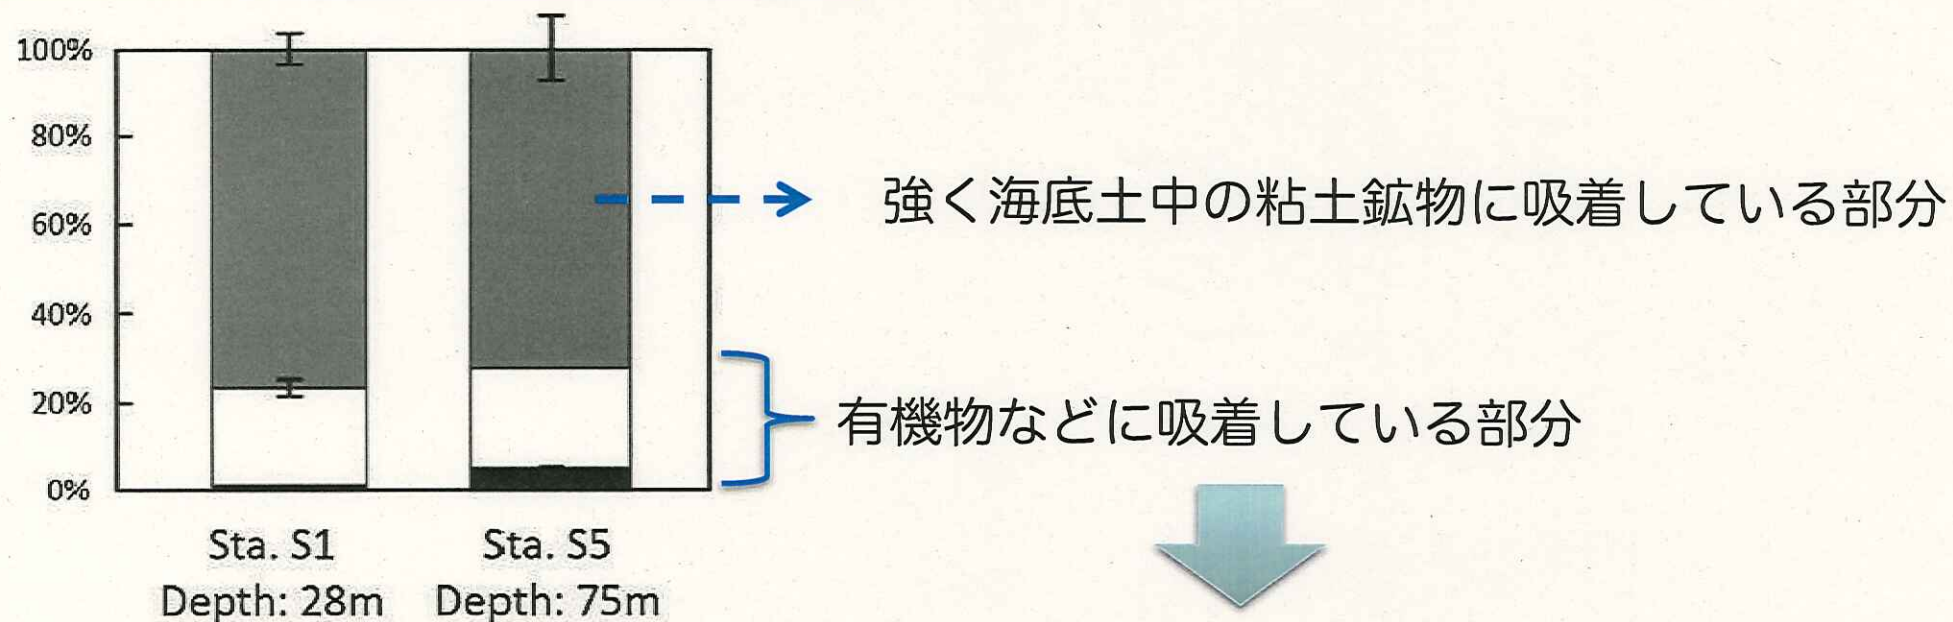 100%
80%
60%
40%
20%
0%
Sta. S1
Depth: 28m
Sta. S5
Depth: 75m
強く海底土中の粘土鉱物に吸着している部分
有機物などに吸着している部分